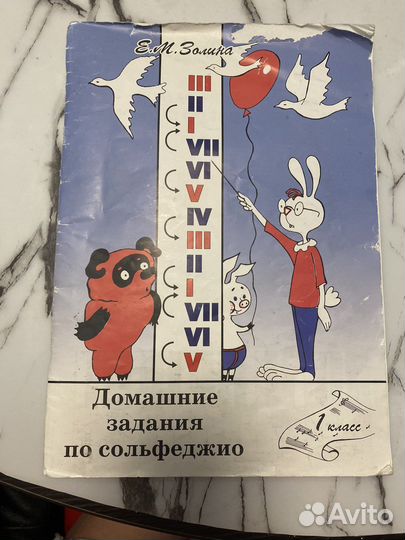 Е.М.Золина
III
II
I
VII
VI
V
IV
III
II
I
VII
VI
V
Домашние
задания
по сольфеджио
1 класс
Avito